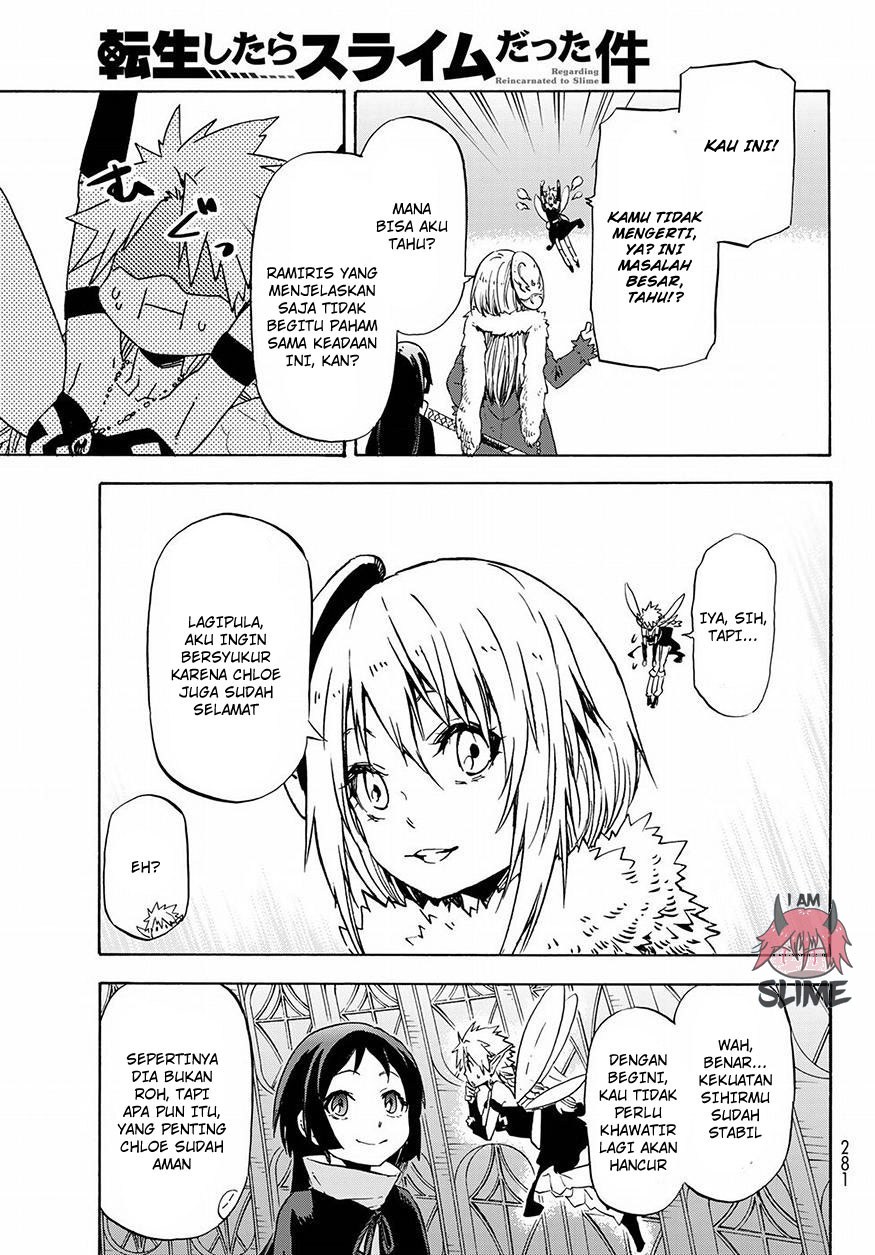 転生したらスライムだった件
Regarding
Reincarnated to Slime
KAU INI!
KAMU TIDAK
MENGERTI,
YA? INI
MASALAH
BESAR,
TAHU!?
MANA
BISA AKU
TAHU?
RAMIRIS YANG
MENJELASKAN
SAJA TIDAK
BEGITU PAHAM
SAMA KEADAAN
INI, KAN?
むぐっ
IYA, SIH,
TAPI...
LAGIPULA,
AKU INGIN
BERSYUKUR
KARENA CHLOE
JUGA SUDAH
SELAMAT
EH?
I AM
SLIME
WAH,
BENAR...
KEKUATAN
SIHIRMU
SUDAH
STABIL
DENGAN
BEGINI,
KAU TIDAK
PERLU
KHAWATIR
LAGI AKAN
HANCUR
SEPERTINYA
DIA BUKAN
ROH, TAPI
APA PUN ITU,
YANG PENTING
CHLOE SUDAH
AMAN
281